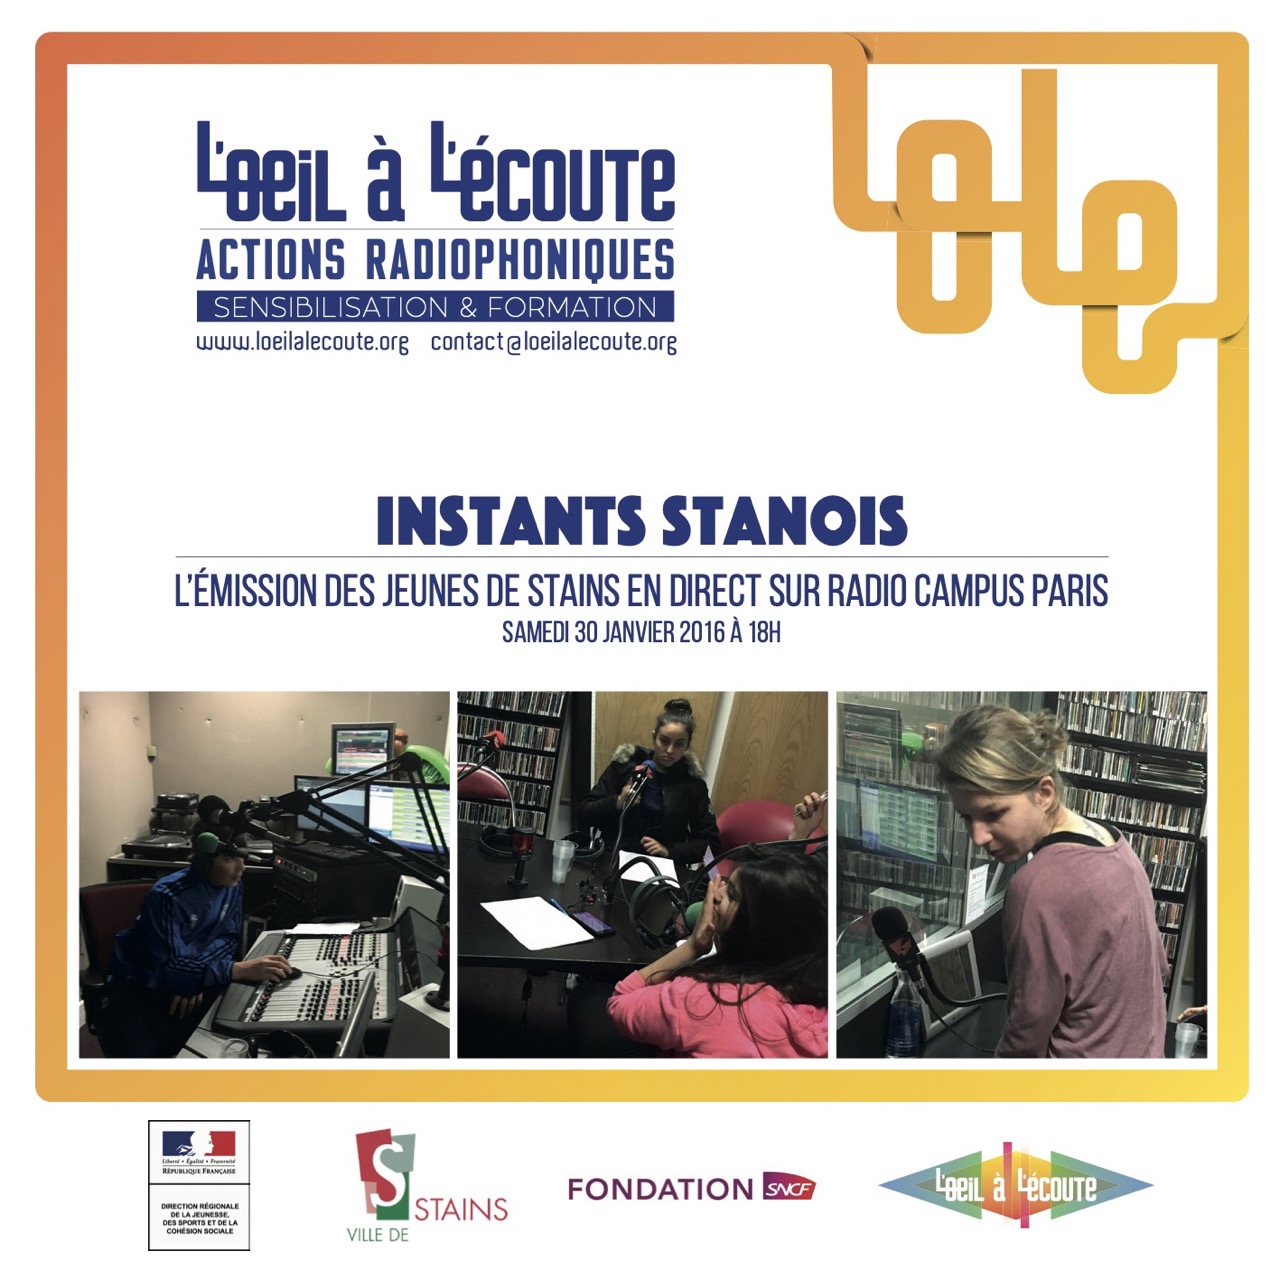 L'oeil à l'écoute
ACTIONS RADIOPHONIQUES
SENSIBILISATION & FORMATION
www.loeilalecoute.org contact@loeilalecoute.org
INSTANTS STANOIS
L'ÉMISSION DES JEUNES DE STAINS EN DIRECT SUR RADIO CAMPUS PARIS
SAMEDI 30 JANVIER 2016 À 18H
Liberté • Égalité • Fraternité
RÉPUBLIQUE FRANÇAISE
DIRECTION RÉGIONALE
DE LA JEUNESSE,
DES SPORTS ET DE LA
COHÉSION SOCIALE
S
STAINS
VILLE DE
FONDATION SNCF
L'oeil à l'écoute